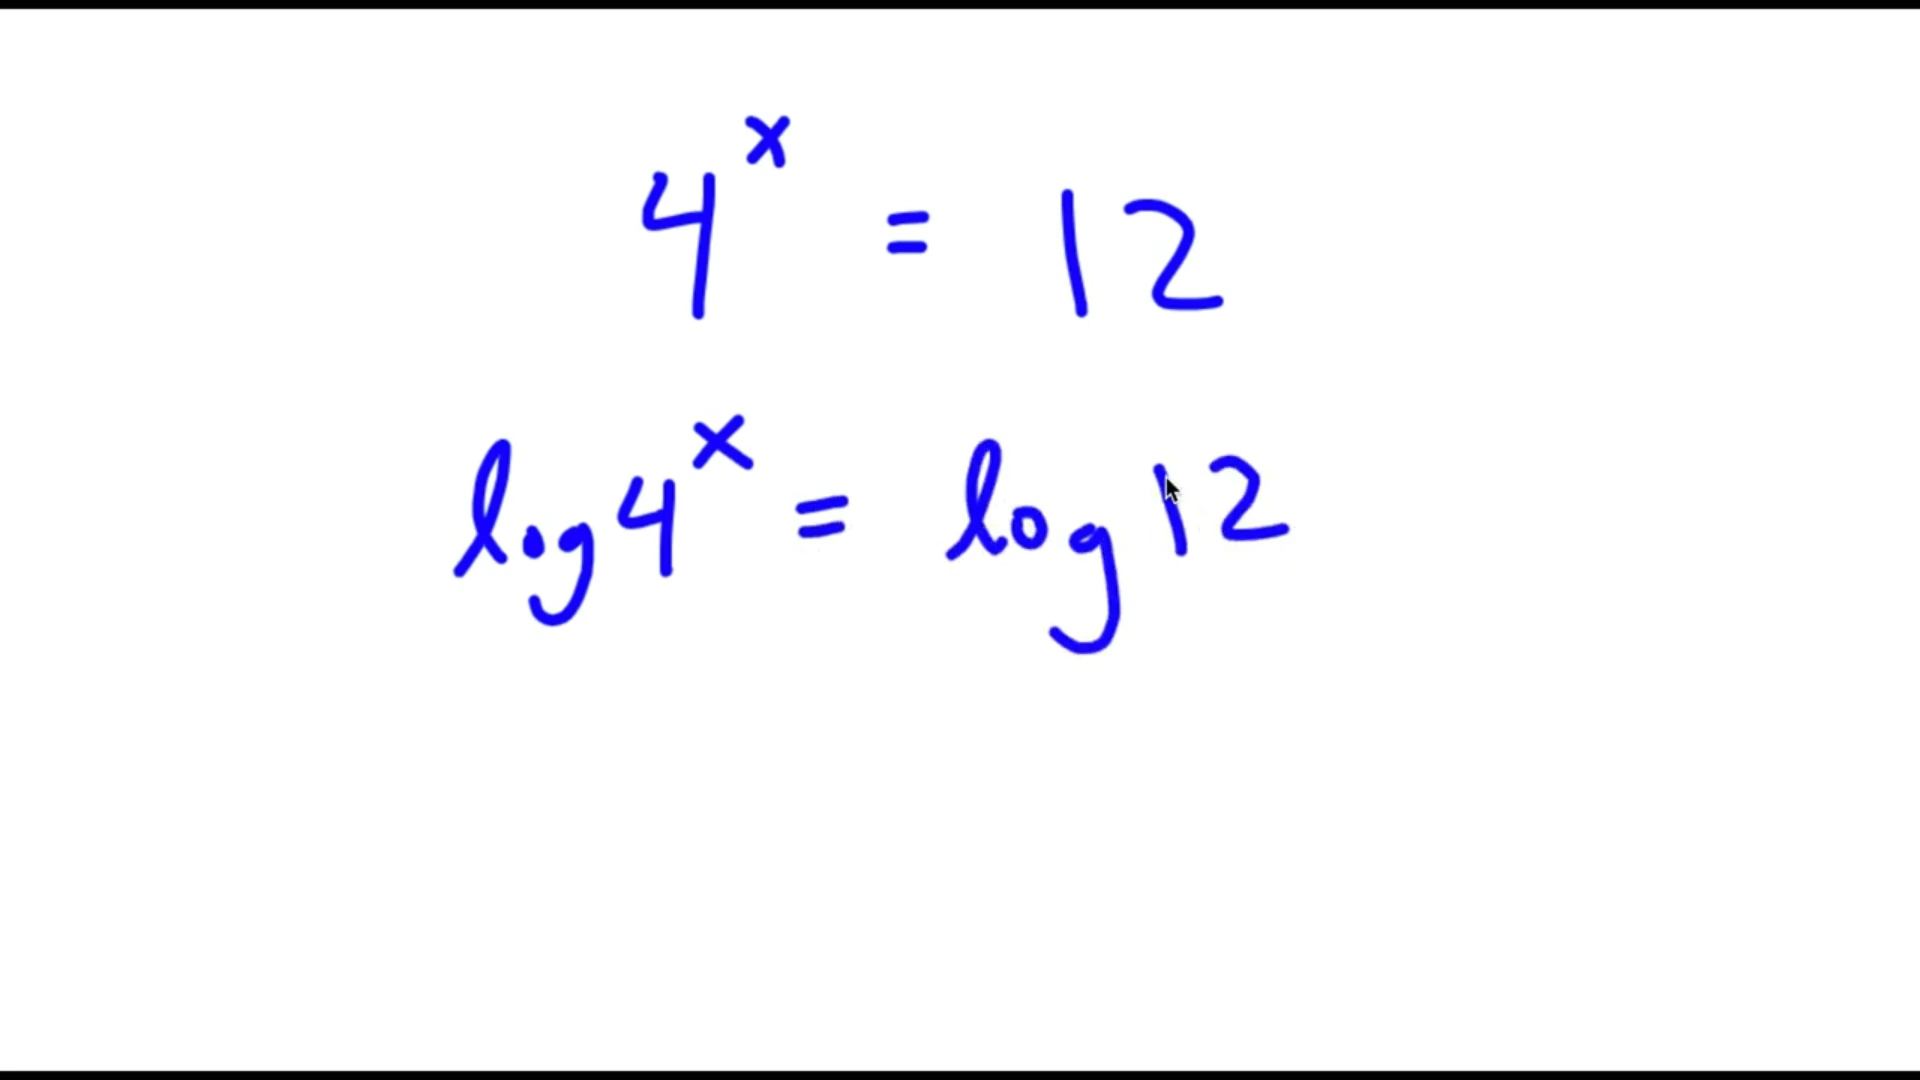 4^x = 12
log 4^x = log 12